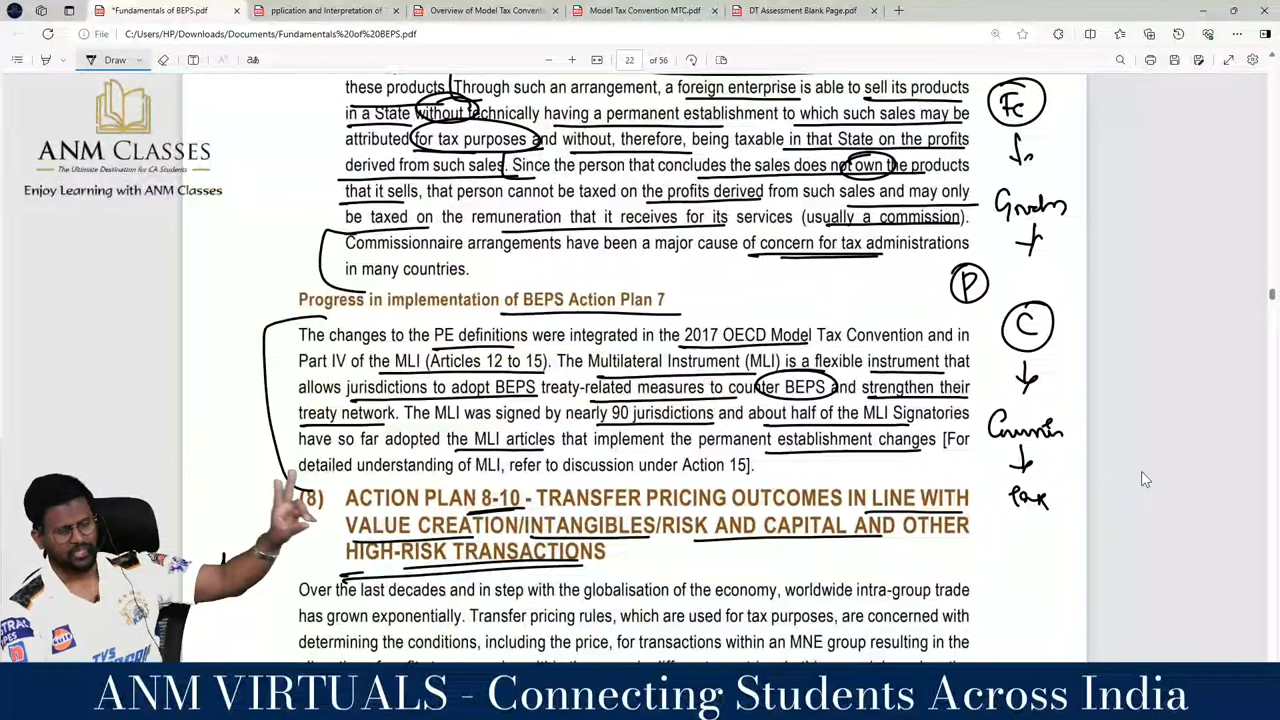 *Fundamentals of BEPS.pdf
pplication and Interpretation of T
Overview of Model Tax Conventi
Model Tax Convention MTC.pdf
DT Assessment Blank Page.pdf
File
C:/Users/HP/Downloads/Documents/Fundamentals%20of%20BEPS.pdf
Draw
22 of 56
ANM CLASSES
The Ultimate Destination for CA Students
Enjoy Learning with ANM Classes
these products. Through such an arrangement, a foreign enterprise is able to sell its products
in a State without technically having a permanent establishment to which such sales may be
attributed for tax purposes and without, therefore, being taxable in that State on the profits
derived from such sales. Since the person that concludes the sales does not own the products
that it sells, that person cannot be taxed on the profits derived from such sales and may only
be taxed on the remuneration that it receives for its services (usually a commission).
Commissionnaire arrangements have been a major cause of concern for tax administrations
in many countries.
Progress in implementation of BEPS Action Plan 7
The changes to the PE definitions were integrated in the 2017 OECD Model Tax Convention and in
Part IV of the MLI (Articles 12 to 15). The Multilateral Instrument (MLI) is a flexible instrument that
allows jurisdictions to adopt BEPS treaty-related measures to counter BEPS and strengthen their
treaty network. The MLI was signed by nearly 90 jurisdictions and about half of the MLI Signatories
have so far adopted the MLI articles that implement the permanent establishment changes [For
detailed understanding of MLI, refer to discussion under Action 15].
(8) ACTION PLAN 8-10 - TRANSFER PRICING OUTCOMES IN LINE WITH
VALUE CREATION/INTANGIBLES/RISK AND CAPITAL AND OTHER
HIGH-RISK TRANSACTIONS
Over the last decades and in step with the globalisation of the economy, worldwide intra-group trade
has grown exponentially. Transfer pricing rules, which are used for tax purposes, are concerned with
determining the conditions, including the price, for transactions within an MNE group resulting in the
P
C
ANM VIRTUALS - Connecting Students Across India